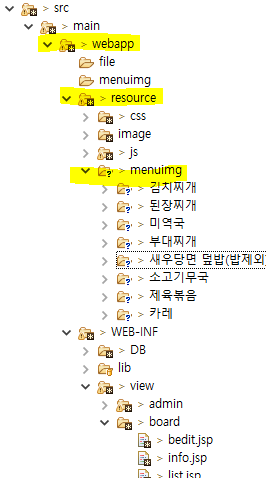 > src
> main
> webapp
file
menuimg
> resource
> css
image
> js
> menuimg
> 김치찌개
> 된장찌개
> 미역국
> 부대찌개
> 새우당면 덮밥(밥제외)
> 소고기무국
> 제육볶음
> 카레
> WEB-INF
> DB
lib
> view
> admin
> board
> bedit.jsp
> info.jsp
> list.jsp